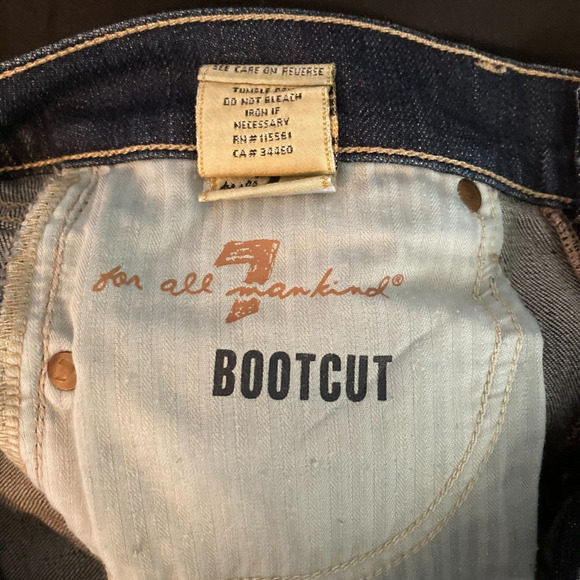 SEE CARE ON REVERSE
TUMBLE DRY
DO NOT BLEACH
IRON IF
NECESSARY
RN# 115561
CA# 34460
for all 7 mankind®
BOOTCUT